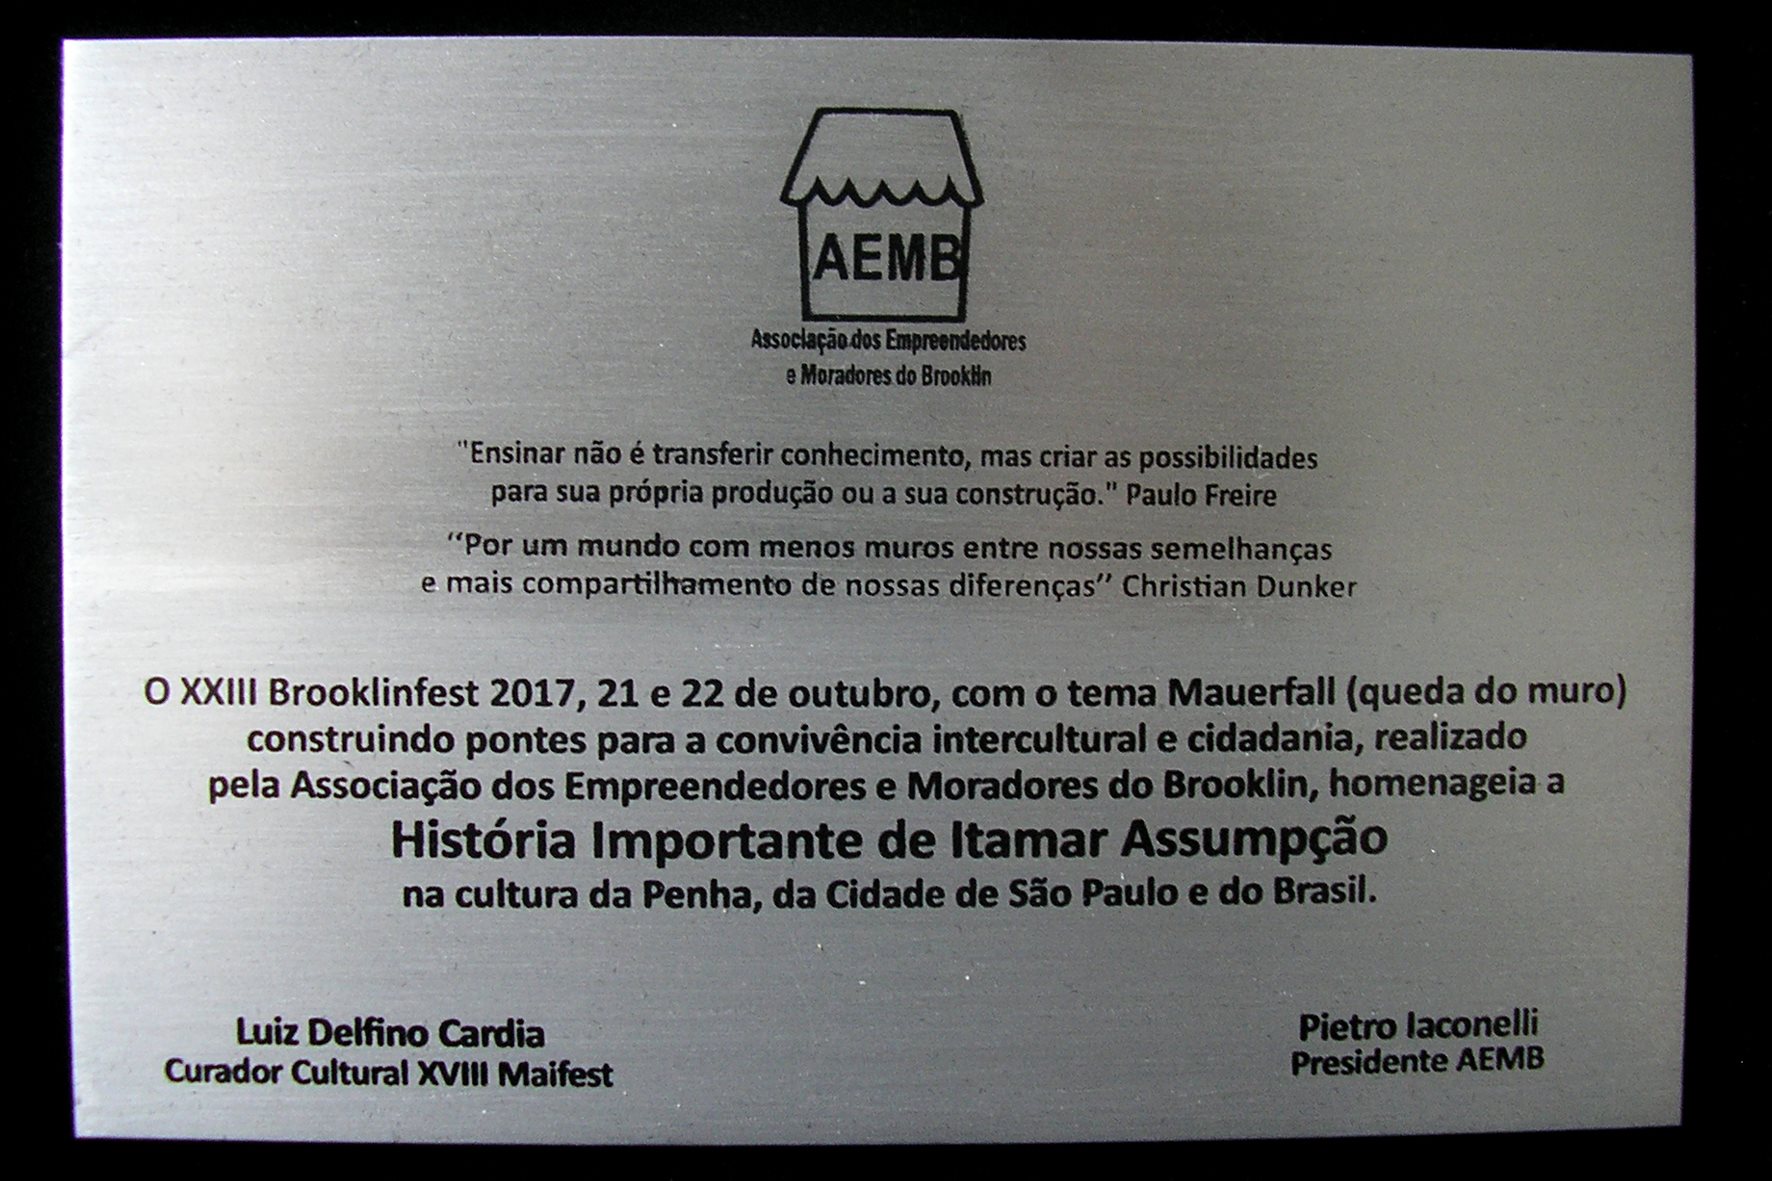 AEMB
Associação dos Empreendedores
e Moradores do Brooklin
"Ensinar não é transferir conhecimento, mas criar as possibilidades
para sua própria produção ou a sua construção." Paulo Freire
“Por um mundo com menos muros entre nossas semelhanças
e mais compartilhamento de nossas diferenças” Christian Dunker
O XXIII Brooklinfest 2017, 21 e 22 de outubro, com o tema Mauerfall (queda do muro)
construindo pontes para a convivência intercultural e cidadania, realizado
pela Associação dos Empreendedores e Moradores do Brooklin, homenageia a
História Importante de Itamar Assumpção
na cultura da Penha, da Cidade de São Paulo e do Brasil.
Luiz Delfino Cardia
Curador Cultural XVIII Maifest
Pietro Iaconelli
Presidente AEMB